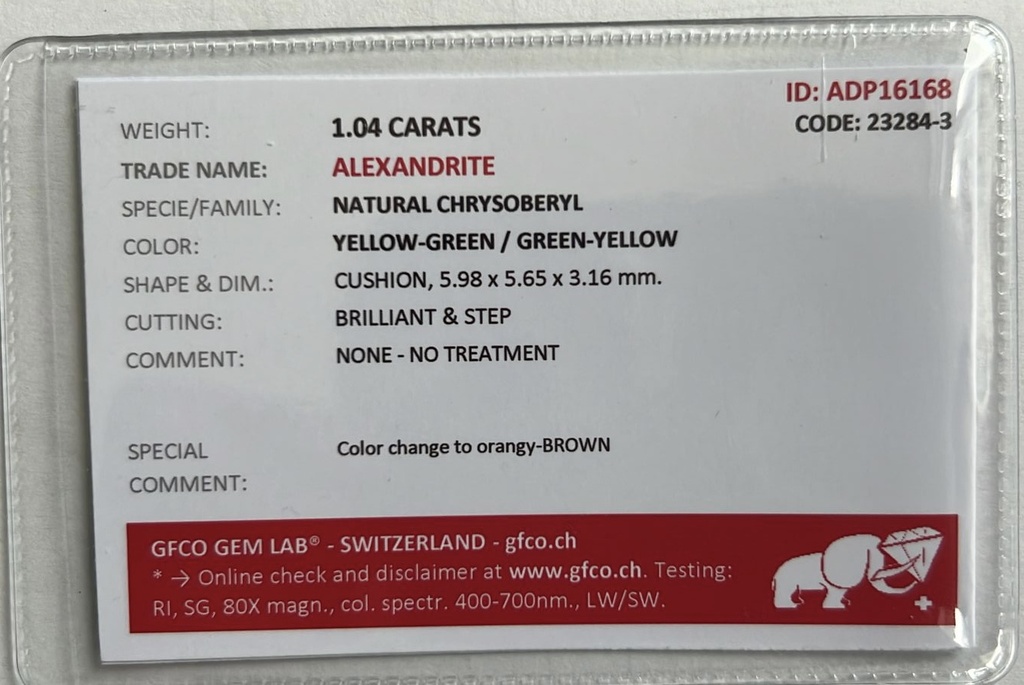 ID: ADP16168
CODE: 23284-3
WEIGHT: 1.04 CARATS
TRADE NAME: ALEXANDRITE
SPECIE/FAMILY: NATURAL CHRYSOBERYL
COLOR: YELLOW-GREEN / GREEN-YELLOW
SHAPE & DIM.: CUSHION, 5.98 x 5.65 x 3.16 mm.
CUTTING: BRILLIANT & STEP
COMMENT: NONE - NO TREATMENT
SPECIAL Color change to orangy-BROWN
COMMENT:
GFCO GEM LAB® - SWITZERLAND - gfco.ch
* → Online check and disclaimer at www.gfco.ch. Testing:
RI, SG, 80X magn., col. spectr. 400-700nm., LW/SW.